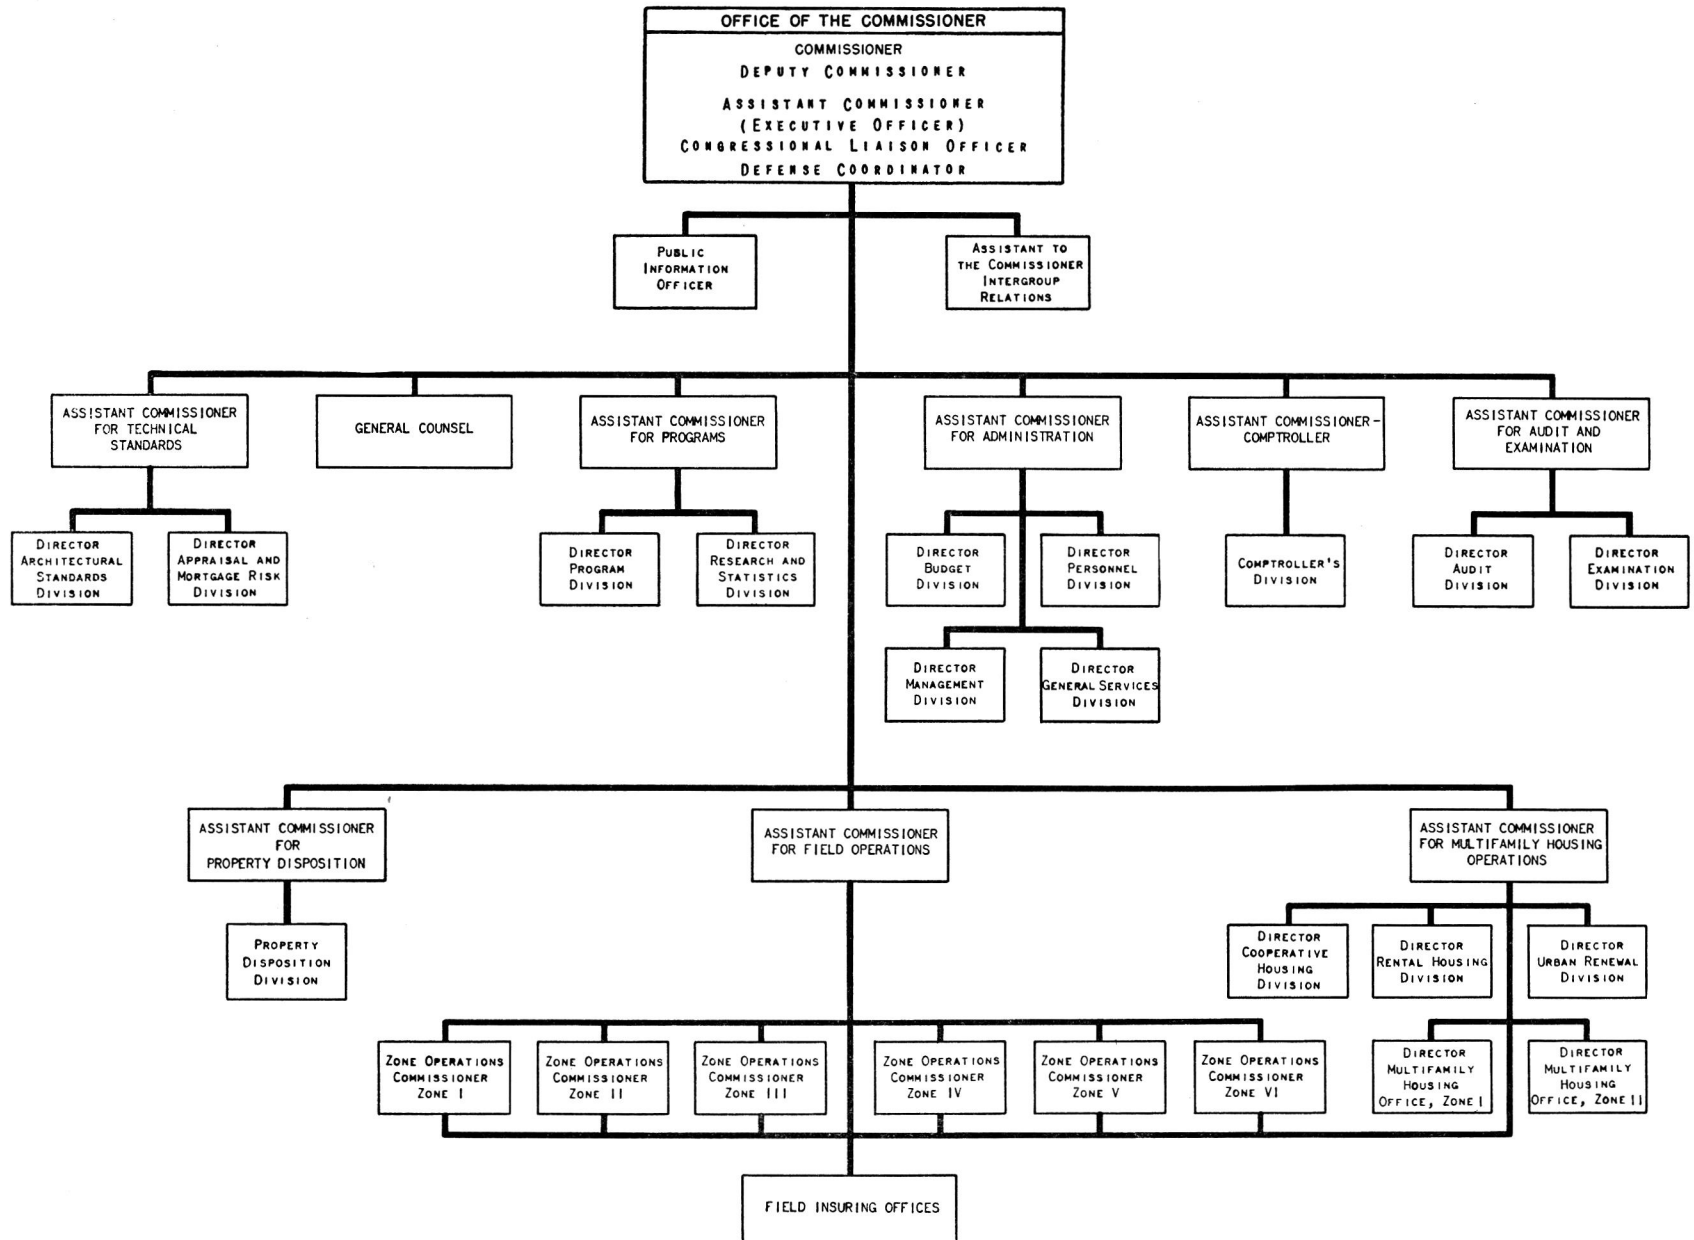 OFFICE OF THE COMMISSIONER
COMMISSIONER
DEPUTY COMMISSIONER
ASSISTANT COMMISSIONER
(EXECUTIVE OFFICER)
CONGRESSIONAL LIAISON OFFICER
DEFENSE COORDINATOR
PUBLIC
INFORMATION
OFFICER
ASSISTANT TO
THE COMMISSIONER
INTERGROUP
RELATIONS
ASSISTANT COMMISSIONER
FOR TECHNICAL
STANDARDS
GENERAL COUNSEL
ASSISTANT COMMISSIONER
FOR PROGRAMS
ASSISTANT COMMISSIONER
FOR ADMINISTRATION
ASSISTANT COMMISSIONER-
COMPTROLLER
ASSISTANT COMMISSIONER
FOR AUDIT AND
EXAMINATION
DIRECTOR
ARCHITECTURAL
STANDARDS
DIVISION
DIRECTOR
APPRAISAL AND
MORTGAGE RISK
DIVISION
DIRECTOR
PROGRAM
DIVISION
DIRECTOR
RESEARCH AND
STATISTICS
DIVISION
DIRECTOR
BUDGET
DIVISION
DIRECTOR
PERSONNEL
DIVISION
COMPTROLLER'S
DIVISION
DIRECTOR
AUDIT
DIVISION
DIRECTOR
EXAMINATION
DIVISION
DIRECTOR
MANAGEMENT
DIVISION
DIRECTOR
GENERAL SERVICES
DIVISION
ASSISTANT COMMISSIONER
FOR
PROPERTY DISPOSITION
ASSISTANT COMMISSIONER
FOR FIELD OPERATIONS
ASSISTANT COMMISSIONER
FOR MULTIFAMILY HOUSING
OPERATIONS
PROPERTY
DISPOSITION
DIVISION
DIRECTOR
COOPERATIVE
HOUSING
DIVISION
DIRECTOR
RENTAL HOUSING
DIVISION
DIRECTOR
URBAN RENEWAL
DIVISION
ZONE OPERATIONS
COMMISSIONER
ZONE I
ZONE OPERATIONS
COMMISSIONER
ZONE II
ZONE OPERATIONS
COMMISSIONER
ZONE III
ZONE OPERATIONS
COMMISSIONER
ZONE IV
ZONE OPERATIONS
COMMISSIONER
ZONE V
ZONE OPERATIONS
COMMISSIONER
ZONE VI
DIRECTOR
MULTIFAMILY
HOUSING
OFFICE, ZONE I
DIRECTOR
MULTIFAMILY
HOUSING
OFFICE, ZONE II
FIELD INSURING OFFICES